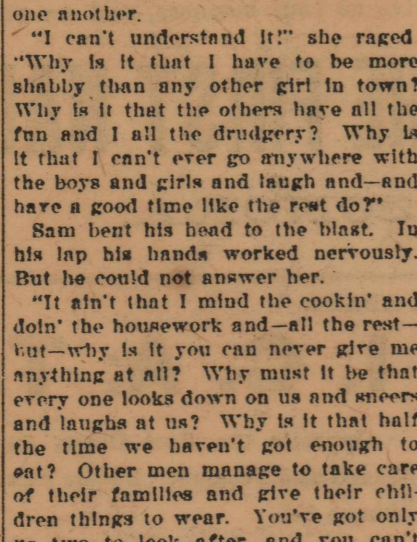 one another.
"I can't understand it!" she raged
"Why is it that I have to be more
shabby than any other girl in town?
Why is it that the others have all the
fun and I all the drudgery? Why is
it that I can't ever go anywhere with
the boys and girls and laugh and—and
have a good time like the rest do?"
Sam bent his head to the blast. In
his lap his hands worked nervously.
But he could not answer her.
"It ain't that I mind the cookin' and
doin' the housework and—all the rest—
but—why is it you can never give me
anything at all? Why must it be that
every one looks down on us and sneers
and laughs at us? Why is it that half
the time we haven't got enough to
eat? Other men manage to take care
of their families and give their chil-
dren things to wear. You've got only
us two to look after, and you can't